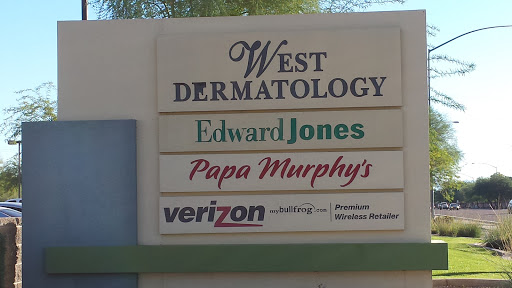 WEST
DERMATOLOGY
Edward Jones
Papa Murphy's
verizon mybullfrog.com Premium
Wireless Retailer